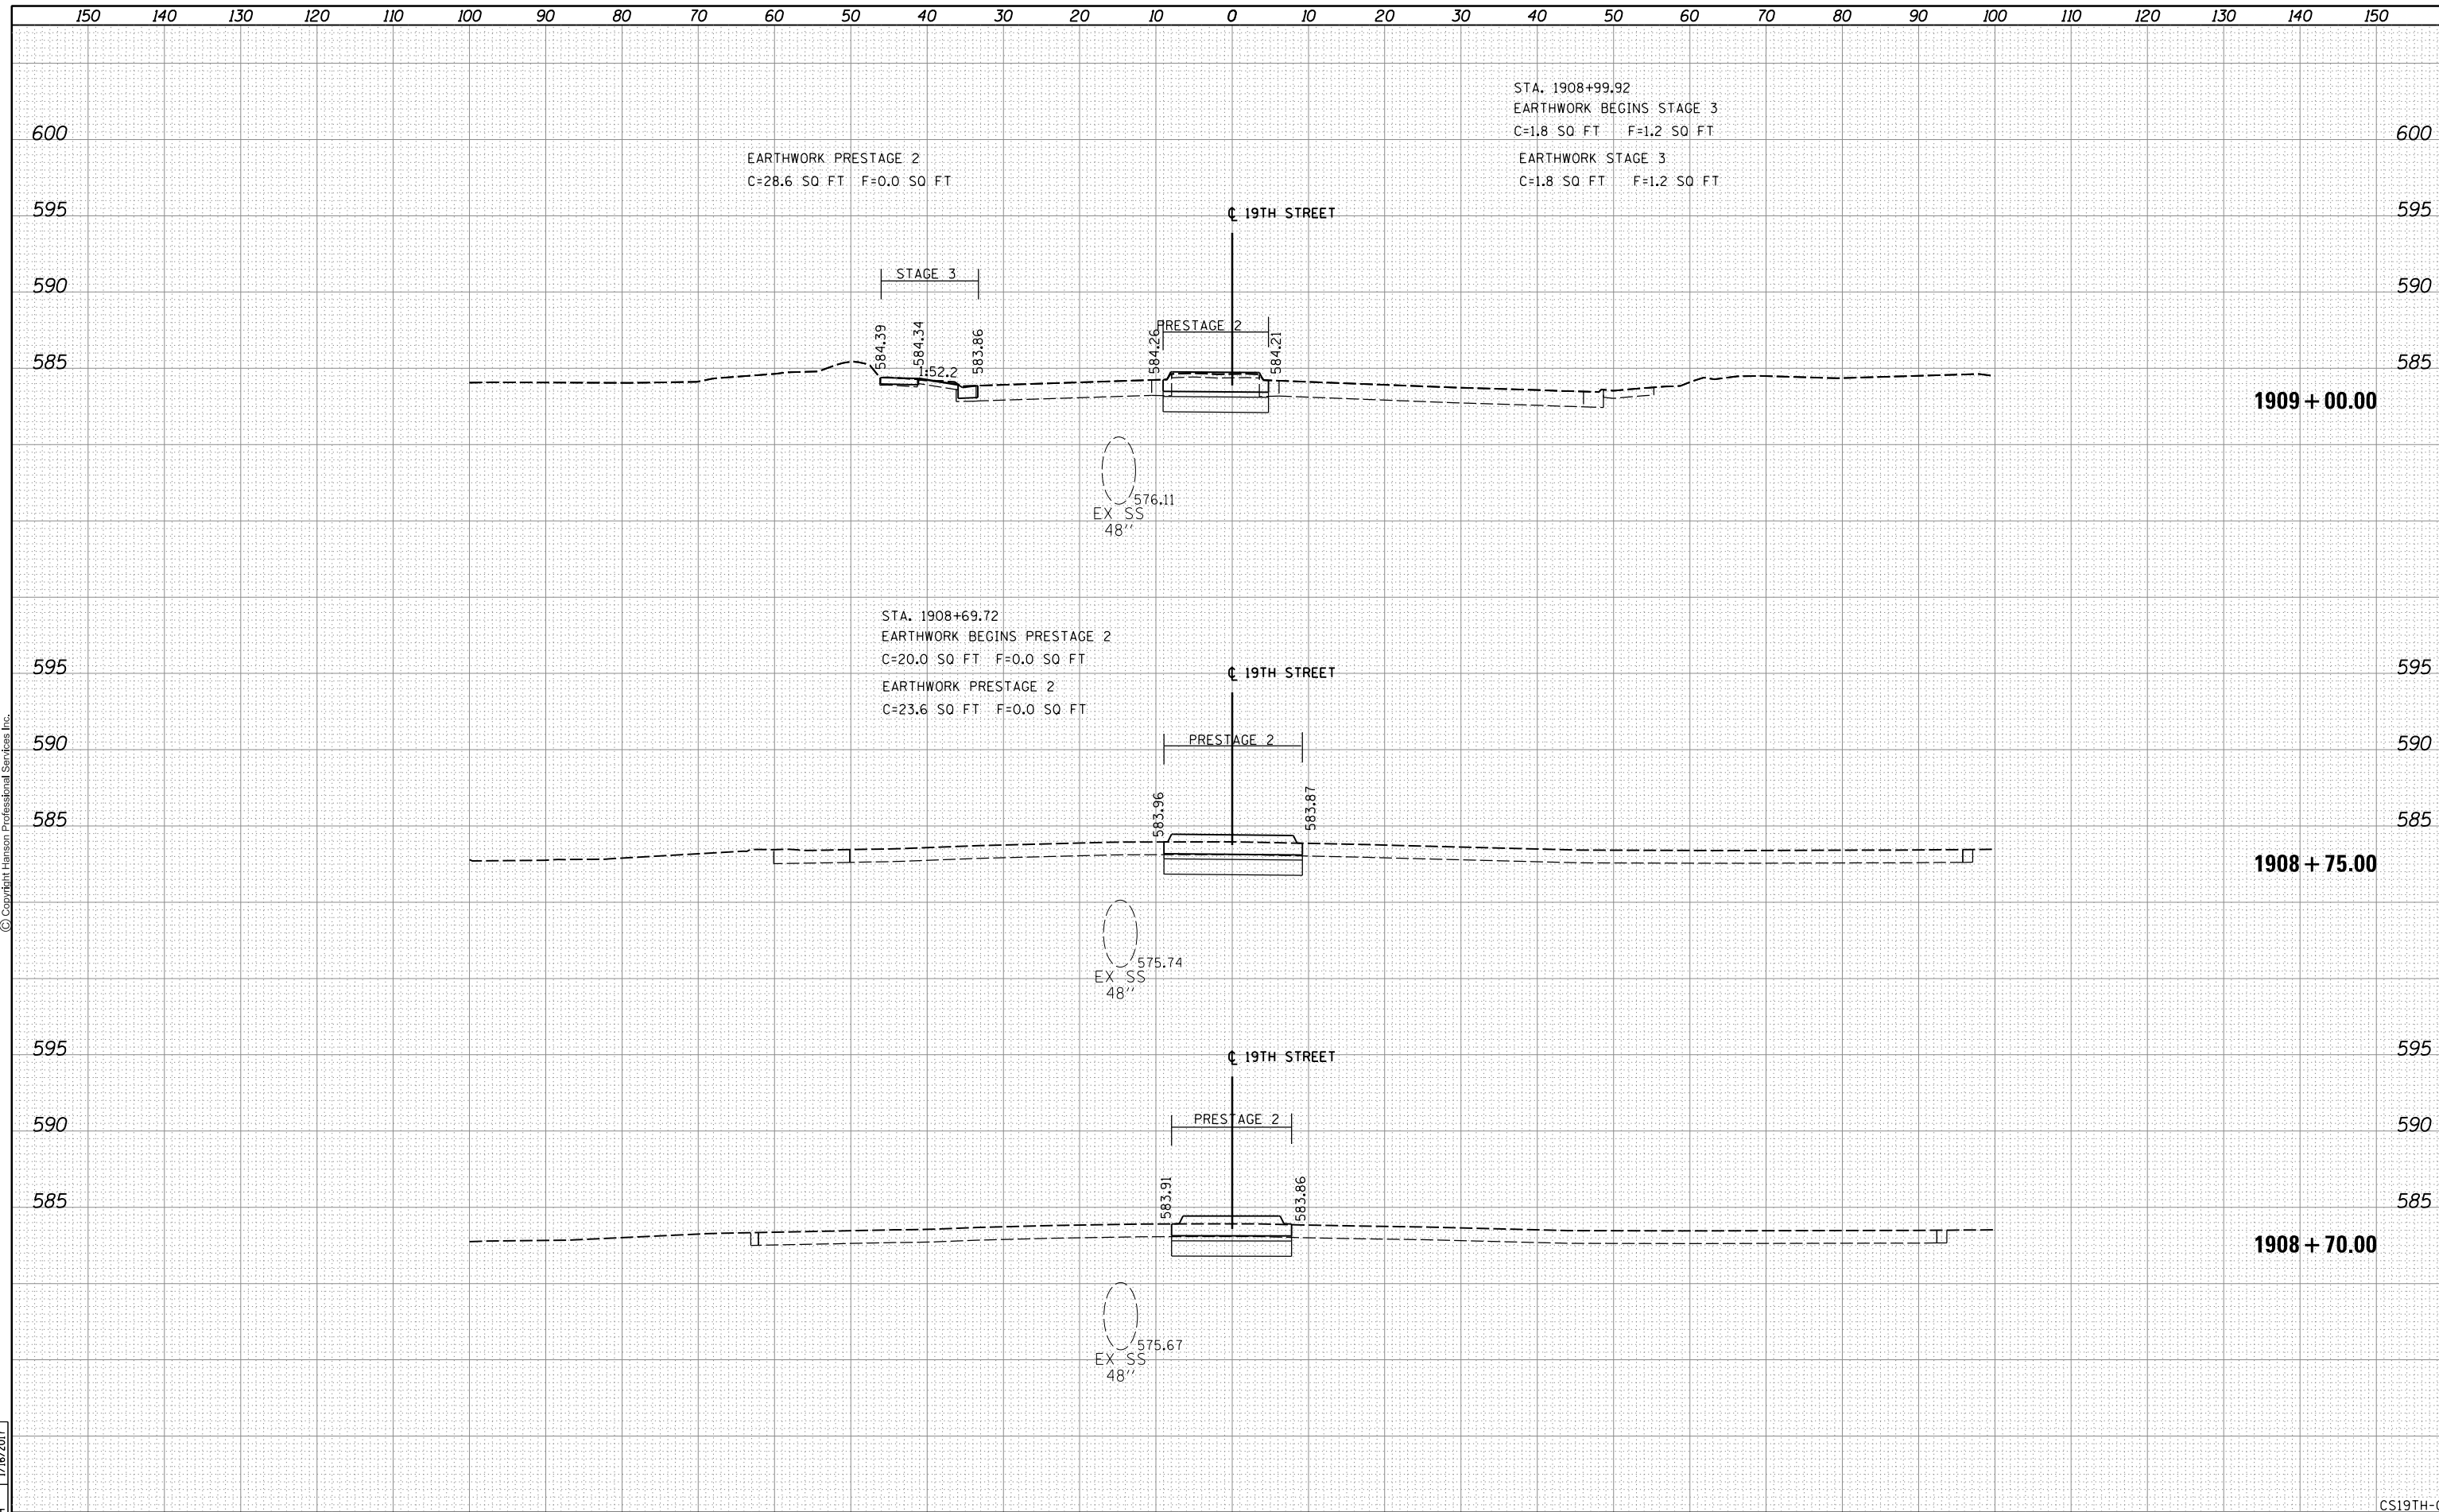 150 140 130 120 110 100 90 80 70 60 50 40 30 20 10 0 10 20 30 40 50 60 70 80 90 100 110 120 130 140 150
STA. 1908+99.92
EARTHWORK BEGINS STAGE 3
C=1.8 SQ FT F=1.2 SQ FT
600 600
EARTHWORK PRESTAGE 2 EARTHWORK STAGE 3
C=28.6 SQ FT F=0.0 SQ FT C=1.8 SQ FT F=1.2 SQ FT
595 ℄ 19TH STREET 595
STAGE 3
590 590
PRESTAGE 2
584.39 584.34 583.86 584.26 584.21
585 585
1:52.2
1909+00.00
576.11
EX SS
48''
STA. 1908+69.72
EARTHWORK BEGINS PRESTAGE 2
C=20.0 SQ FT F=0.0 SQ FT
595 ℄ 19TH STREET 595
EARTHWORK PRESTAGE 2
C=23.6 SQ FT F=0.0 SQ FT
590 PRESTAGE 2 590
583.96 583.87
585 585
1908+75.00
575.74
EX SS
48''
595 ℄ 19TH STREET 595
590 PRESTAGE 2 590
583.91 583.86
585 585
1908+70.00
575.67
EX SS
48''
© Copyright Hanson Professional Services Inc.